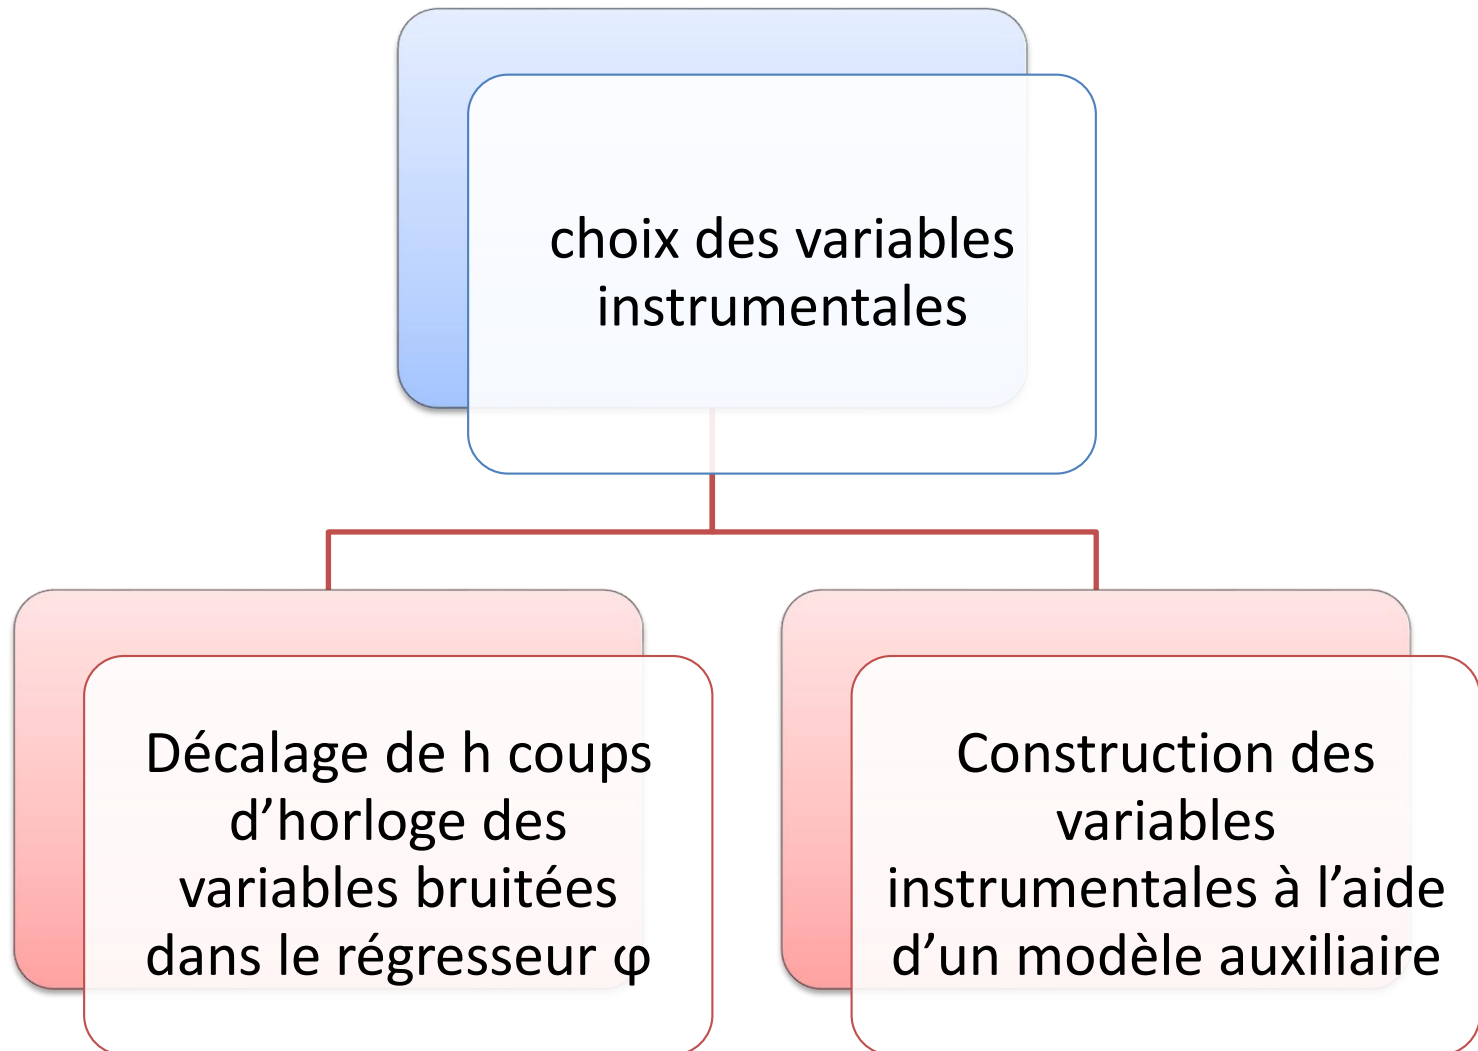 choix des variables
instrumentales
Décalage de h coups
d’horloge des
variables bruitées
dans le régresseur φ
Construction des
variables
instrumentales à l’aide
d’un modèle auxiliaire